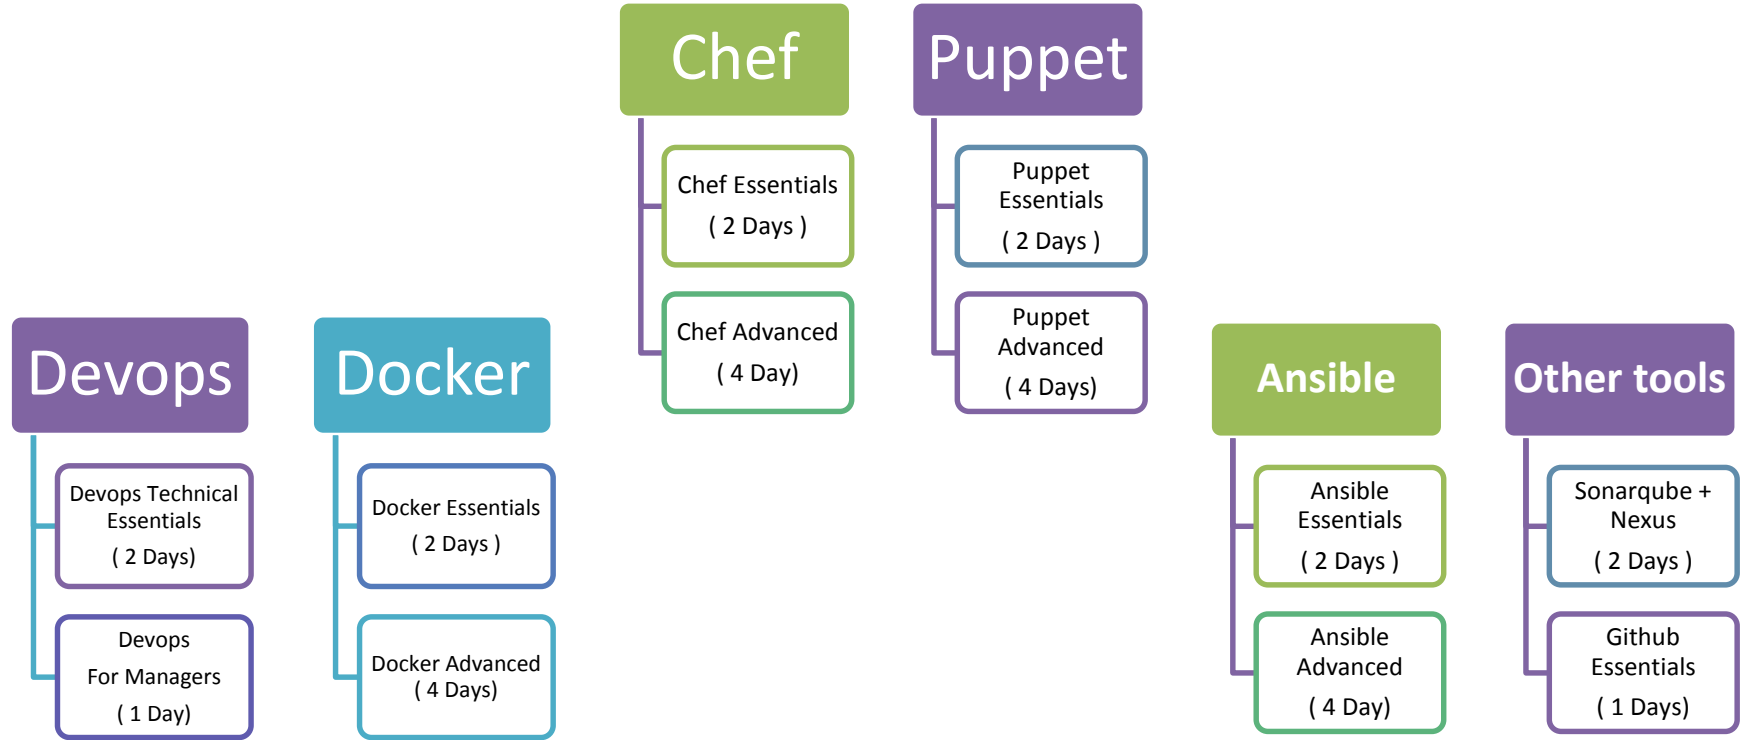 Chef
Chef Essentials
( 2 Days )
Chef Advanced
( 4 Day)
Puppet
Puppet
Essentials
( 2 Days )
Puppet
Advanced
( 4 Days)
Devops
Devops Technical
Essentials
( 2 Days)
Devops
For Managers
( 1 Day)
Docker
Docker Essentials
( 2 Days )
Docker Advanced
( 4 Days)
Ansible
Ansible
Essentials
( 2 Days )
Ansible
Advanced
( 4 Day)
Other tools
Sonarqube +
Nexus
( 2 Days )
Github
Essentials
( 1 Days)